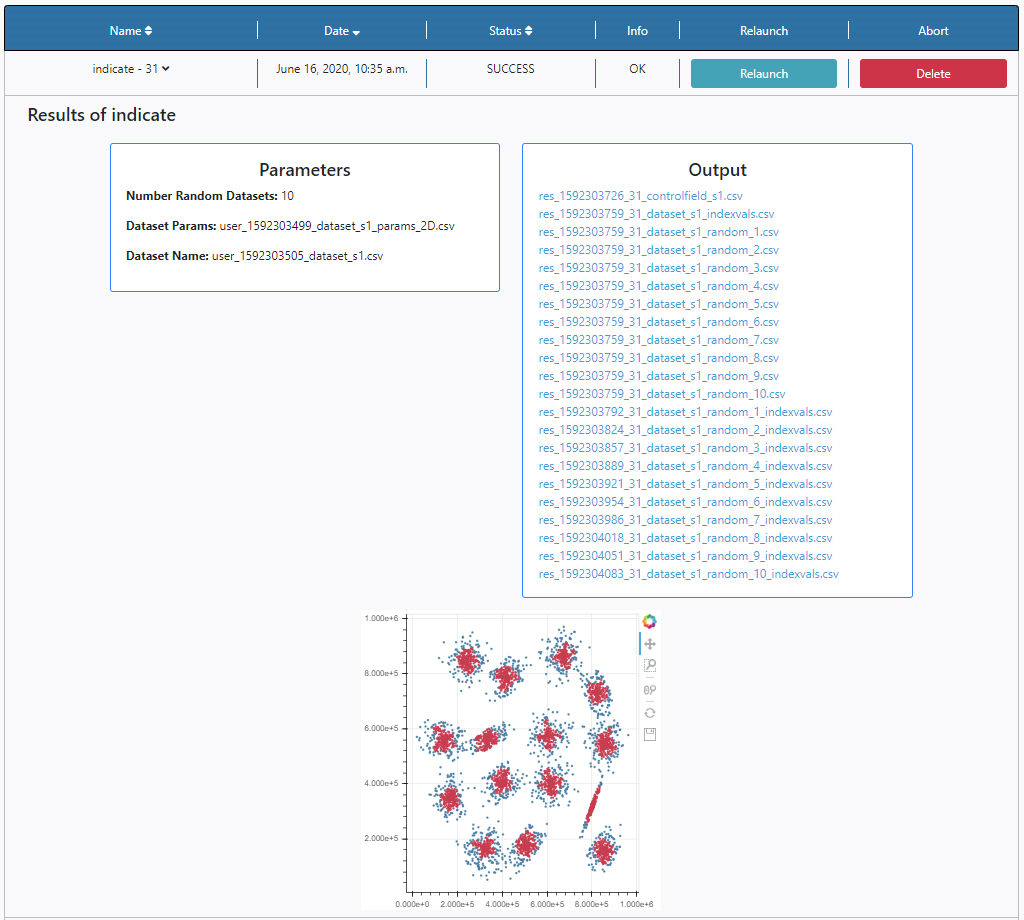 Name Date Status Info Relaunch Abort
indicate - 31 June 16, 2020, 10:35 a.m. SUCCESS OK Relaunch Delete
Results of indicate
Parameters
Number Random Datasets: 10
Dataset Params: user_1592303499_dataset_s1_params_2D.csv
Dataset Name: user_1592303505_dataset_s1.csv
Output
res_1592303726_31_controlfield_s1.csv
res_1592303759_31_dataset_s1_indexvals.csv
res_1592303759_31_dataset_s1_random_1.csv
res_1592303759_31_dataset_s1_random_2.csv
res_1592303759_31_dataset_s1_random_3.csv
res_1592303759_31_dataset_s1_random_4.csv
res_1592303759_31_dataset_s1_random_5.csv
res_1592303759_31_dataset_s1_random_6.csv
res_1592303759_31_dataset_s1_random_7.csv
res_1592303759_31_dataset_s1_random_8.csv
res_1592303759_31_dataset_s1_random_9.csv
res_1592303759_31_dataset_s1_random_10.csv
res_1592303792_31_dataset_s1_random_1_indexvals.csv
res_1592303824_31_dataset_s1_random_2_indexvals.csv
res_1592303857_31_dataset_s1_random_3_indexvals.csv
res_1592303889_31_dataset_s1_random_4_indexvals.csv
res_1592303921_31_dataset_s1_random_5_indexvals.csv
res_1592303954_31_dataset_s1_random_6_indexvals.csv
res_1592303986_31_dataset_s1_random_7_indexvals.csv
res_1592304018_31_dataset_s1_random_8_indexvals.csv
res_1592304051_31_dataset_s1_random_9_indexvals.csv
res_1592304083_31_dataset_s1_random_10_indexvals.csv
1.000e+6
8.000e+5
6.000e+5
4.000e+5
2.000e+5
0.000e+0 2.000e+5 4.000e+5 6.000e+5 8.000e+5 1.000e+6